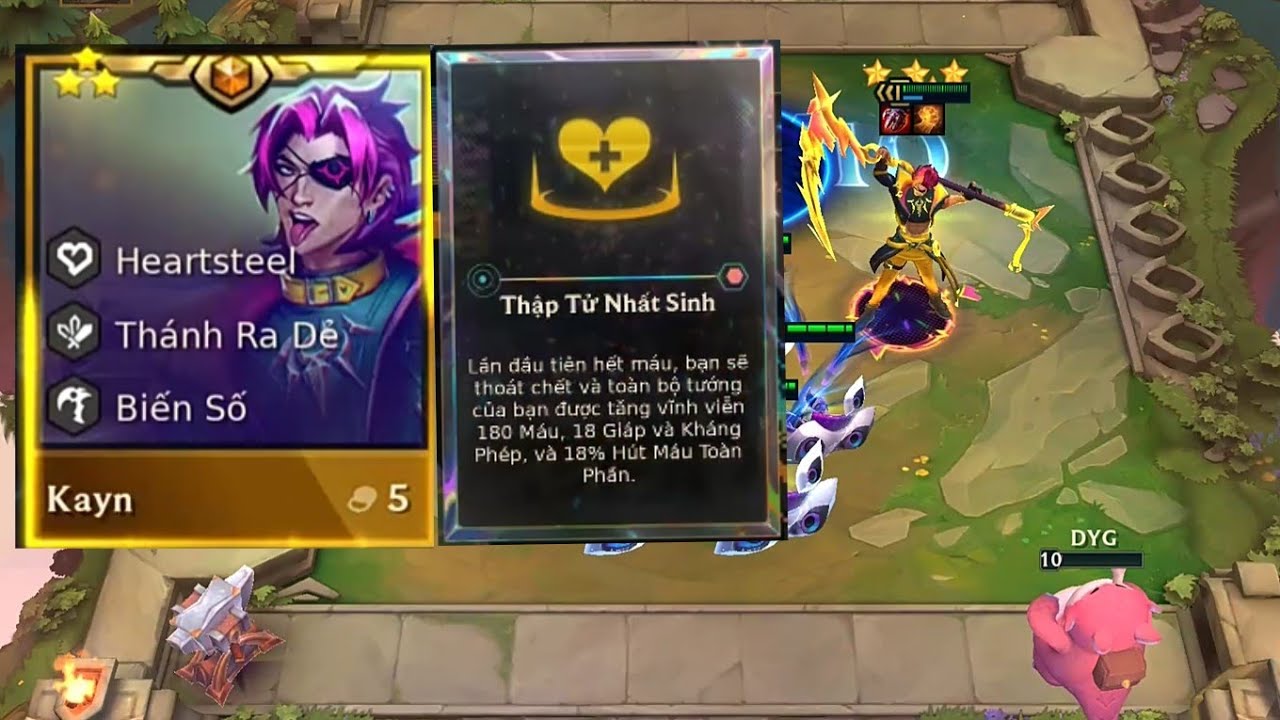 Heartsteel
Thánh Ra Dẻ
Biến Số
Kayn
5
Thập Tử Nhất Sinh
Lần đầu tiên hết máu, bạn sẽ
thoát chết và toàn bộ tướng
của bạn được tăng vĩnh viễn
180 Máu, 18 Giáp và Kháng
Phép, và 18% Hút Máu Toàn
Phần.
DYG
10